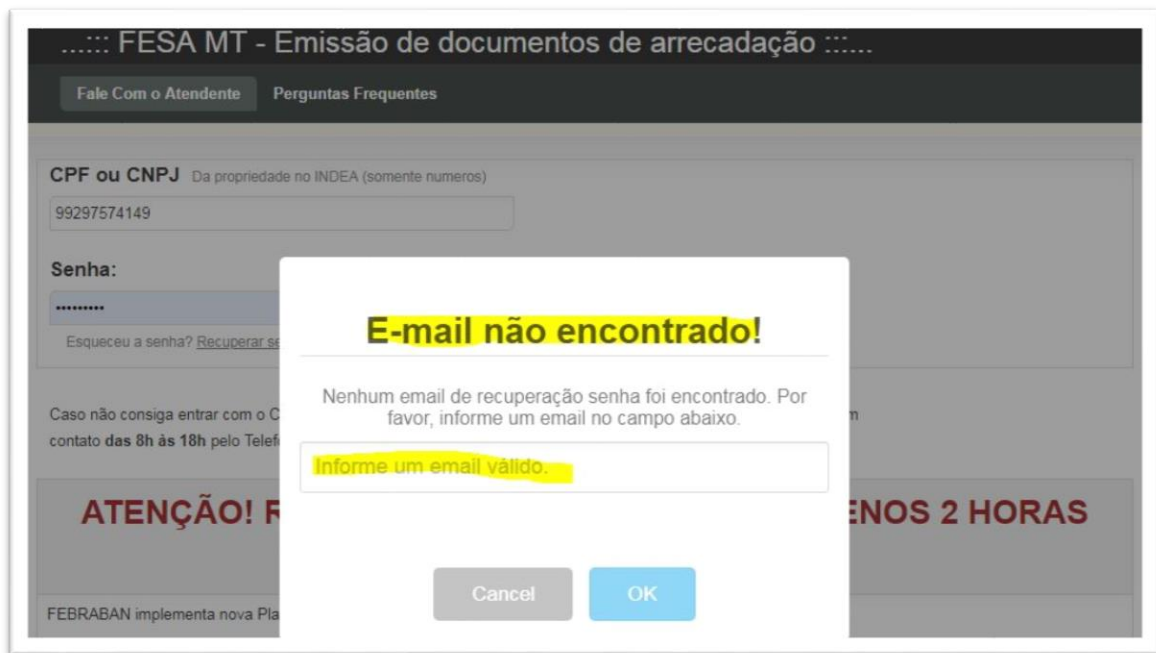 ...::: FESA MT - Emissão de documentos de arrecadação :::...
Fale Com o Atendente Perguntas Frequentes
CPF ou CNPJ Da propriedade no INDEA (somente numeros)
99297574149
Senha:
•••••••••
Esqueceu a senha? Recuperar se
E-mail não encontrado!
Nenhum email de recuperação senha foi encontrado. Por
favor, informe um email no campo abaixo.
Informe um email válido.
Cancel OK
Caso não consiga entrar com o C m
contato das 8h às 18h pelo Telef
ATENÇÃO! R ENOS 2 HORAS
FEBRABAN implementa nova Pla